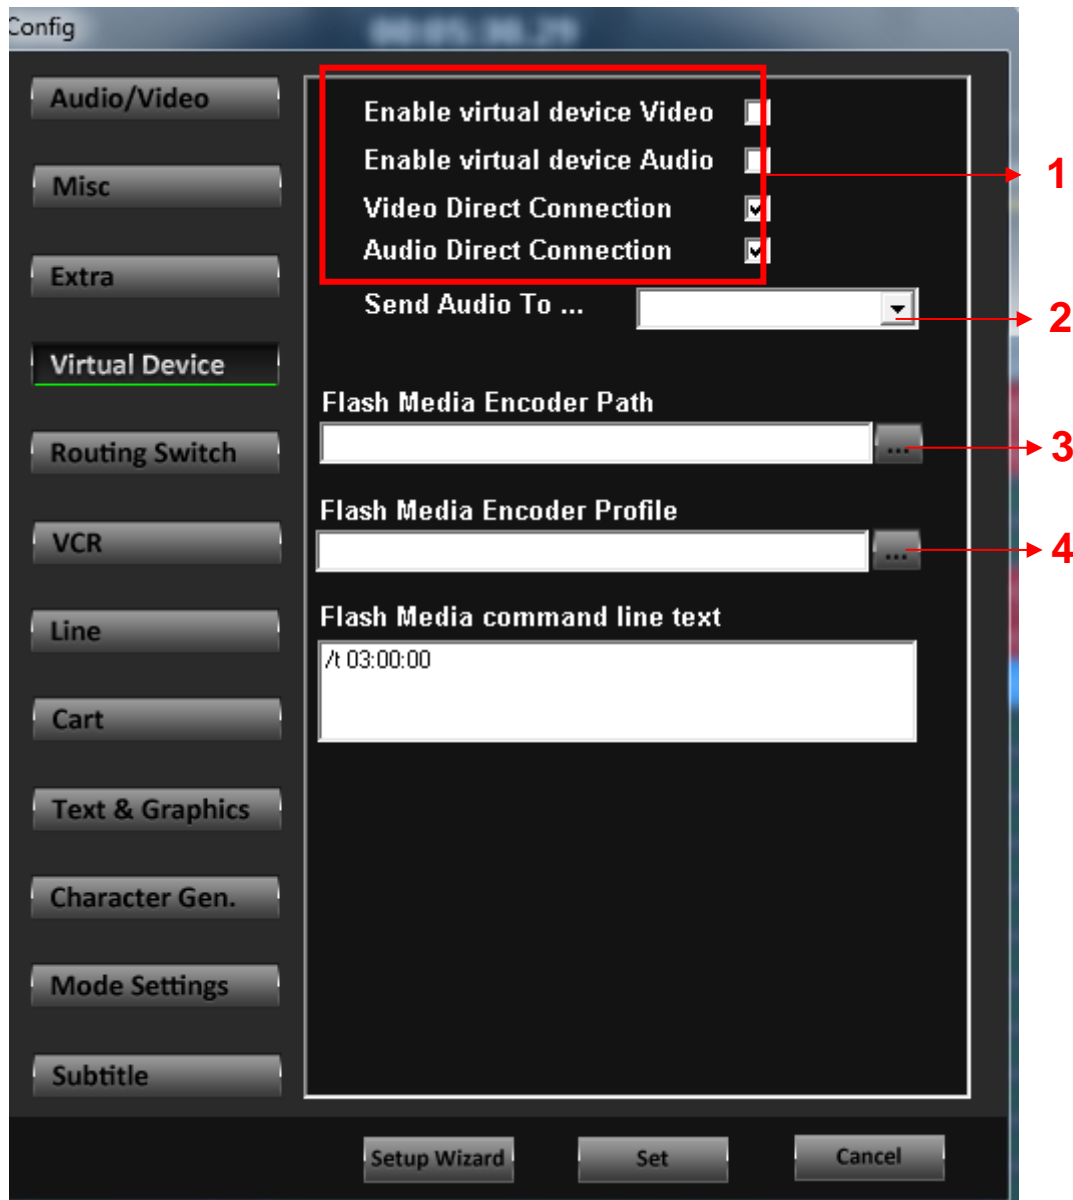 Config
Audio/Video
Misc
Extra
Virtual Device
Routing Switch
VCR
Line
Cart
Text & Graphics
Character Gen.
Mode Settings
Subtitle
Enable virtual device Video
Enable virtual device Audio
Video Direct Connection
Audio Direct Connection
1
Send Audio To ...
2
Flash Media Encoder Path
...
3
Flash Media Encoder Profile
...
4
Flash Media command line text
/t 03:00:00
Setup Wizard
Set
Cancel